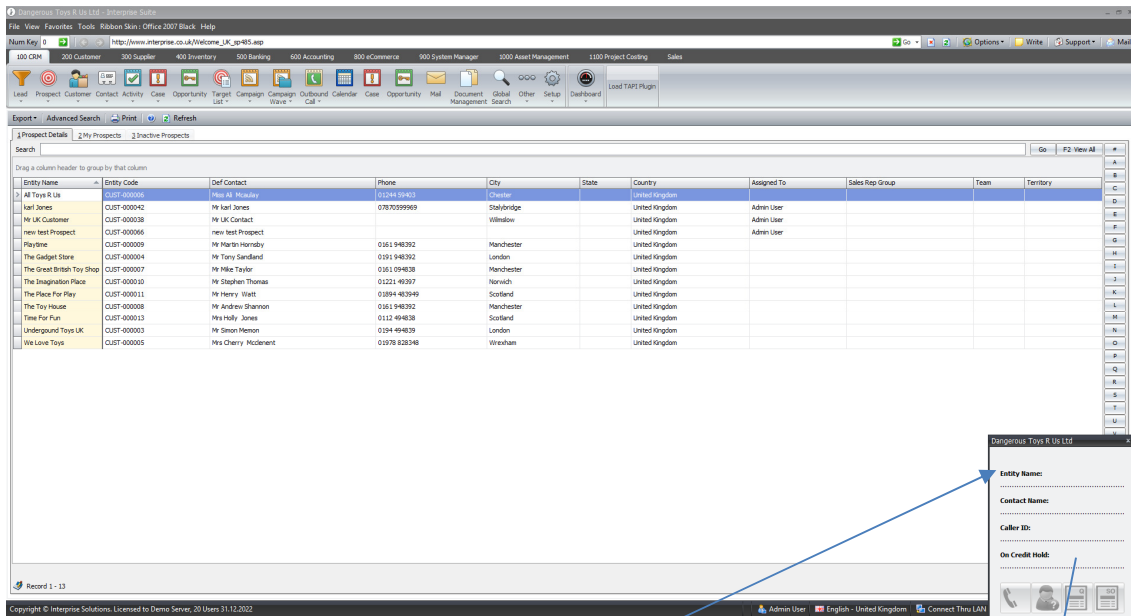 Dangerous Toys R Us Ltd - Interprise Suite
File View Favorites Tools Ribbon Skin : Office 2007 Black Help
Num Key 0 http://www.interprise.co.uk/Welcome_UK_sp485.asp Go Options Write Support Mail
100 CRM 200 Customer 300 Supplier 400 Inventory 500 Banking 600 Accounting 800 eCommerce 900 System Manager 1000 Asset Management 1100 Project Costing Sales
Lead Prospect Customer Contact Activity Case Opportunity Target List Campaign Campaign Wave Outbound Call Calendar Case Opportunity Mail Document Management Global Search Other Setup Dashboard Load TAPI Plugin
Export Advanced Search Print Refresh
1 Prospect Details 2 My Prospects 3 Inactive Prospects
Search Go F2 View All #
Drag a column header to group by that column
A
Entity Name Entity Code Def Contact Phone City State Country Assigned To Sales Rep Group Team Territory
B
All Toys R Us CUST-000006 Miss Ali Mcaulay 01244 59403 Chester United Kingdom
C
karl Jones CUST-000042 Mr karl Jones 07870599969 Stalybridge United Kingdom Admin User
D
Mr UK Customer CUST-000038 Mr UK Contact Wilmslow United Kingdom Admin User
E
new test Prospect CUST-000066 new test Prospect United Kingdom Admin User
F
Playtime CUST-000009 Mr Martin Hornsby 0161 948392 Manchester United Kingdom
G
The Gadget Store CUST-000004 Mr Tony Sandland 0191 948392 London United Kingdom
H
The Great British Toy Shop CUST-000007 Mr Mike Taylor 0161 094838 Manchester United Kingdom
I
The Imagination Place CUST-000010 Mr Stephen Thomas 01221 49397 Norwich United Kingdom
J
The Place For Play CUST-000011 Mr Henry Watt 01894 483949 Scotland United Kingdom
K
The Toy House CUST-000008 Mr Andrew Shannon 0161 948392 Manchester United Kingdom
L
Time For Fun CUST-000013 Mrs Holly Jones 0112 494838 Scotland United Kingdom
M
Undergound Toys UK CUST-000003 Mr Simon Memon 0194 494839 London United Kingdom
N
We Love Toys CUST-000005 Mrs Cherry Mcclenent 01978 828348 Wrexham United Kingdom
O
P
Q
R
S
T
U
V
Dangerous Toys R Us Ltd x
Entity Name:
Contact Name:
Caller ID:
On Credit Hold:
Q SO
Record 1 - 13
Copyright © Interprise Solutions. Licensed to Demo Server, 20 Users 31.12.2022 Admin User English - United Kingdom Connect Thru LAN